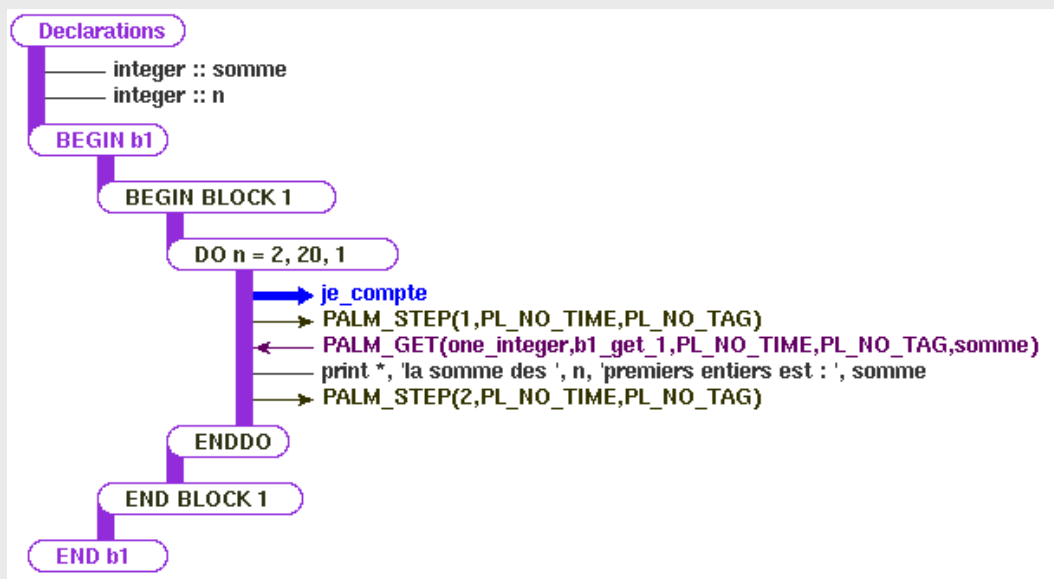 Declarations
integer :: somme
integer :: n
BEGIN b1
BEGIN BLOCK 1
DO n = 2, 20, 1
je_compte
PALM_STEP(1,PL_NO_TIME,PL_NO_TAG)
PALM_GET(one_integer,b1_get_1,PL_NO_TIME,PL_NO_TAG,somme)
print *, 'la somme des ', n, 'premiers entiers est : ', somme
PALM_STEP(2,PL_NO_TIME,PL_NO_TAG)
ENDDO
END BLOCK 1
END b1